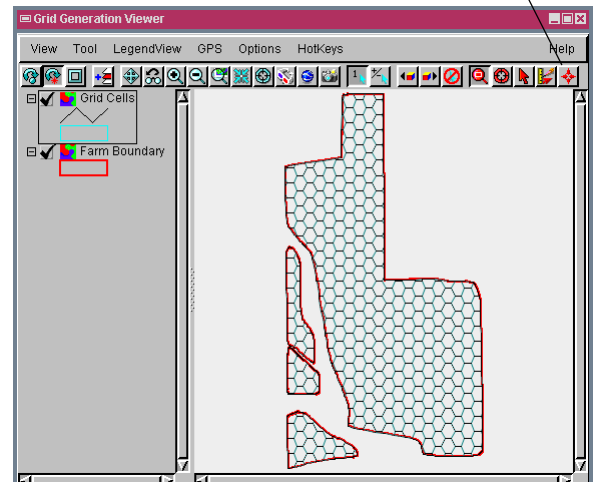 Grid Generation Viewer
View Tool LegendView GPS Options HotKeys Help
Grid Cells
Farm Boundary